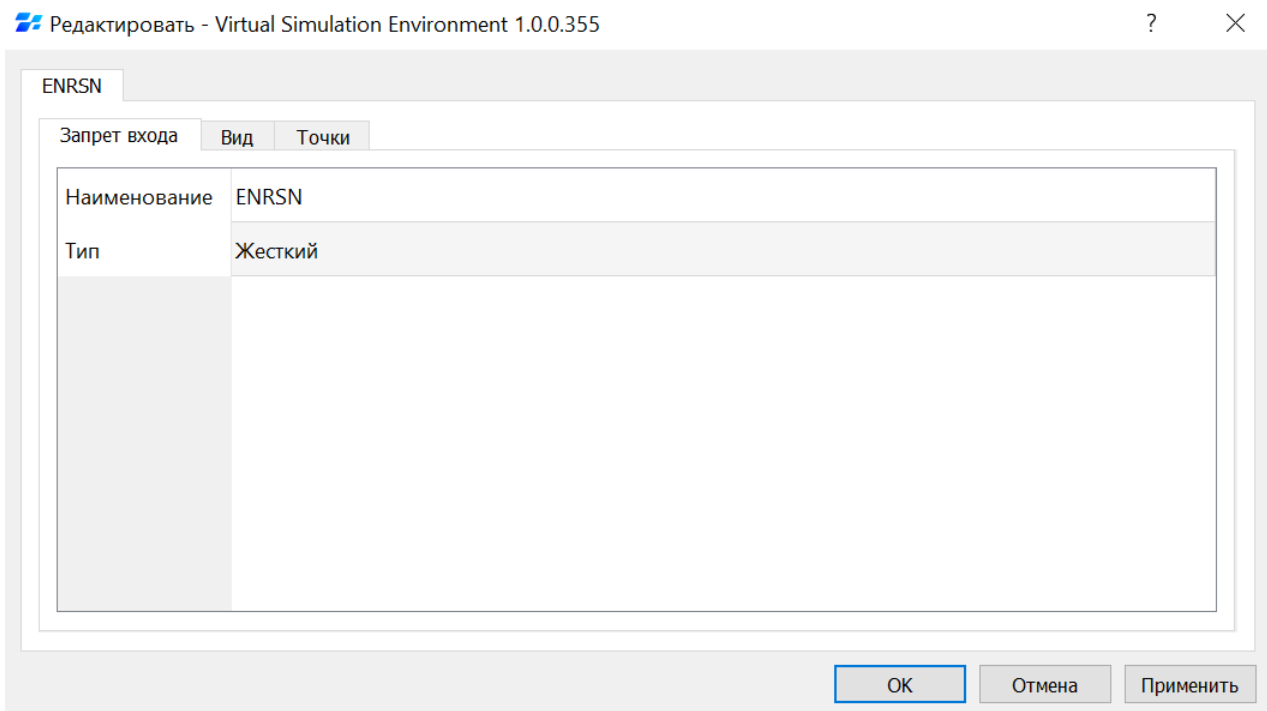 Редактировать - Virtual Simulation Environment 1.0.0.355 ?
ENRSN
Запрет входа Вид Точки
Наименование ENRSN
Тип Жесткий
OK Отмена Применить